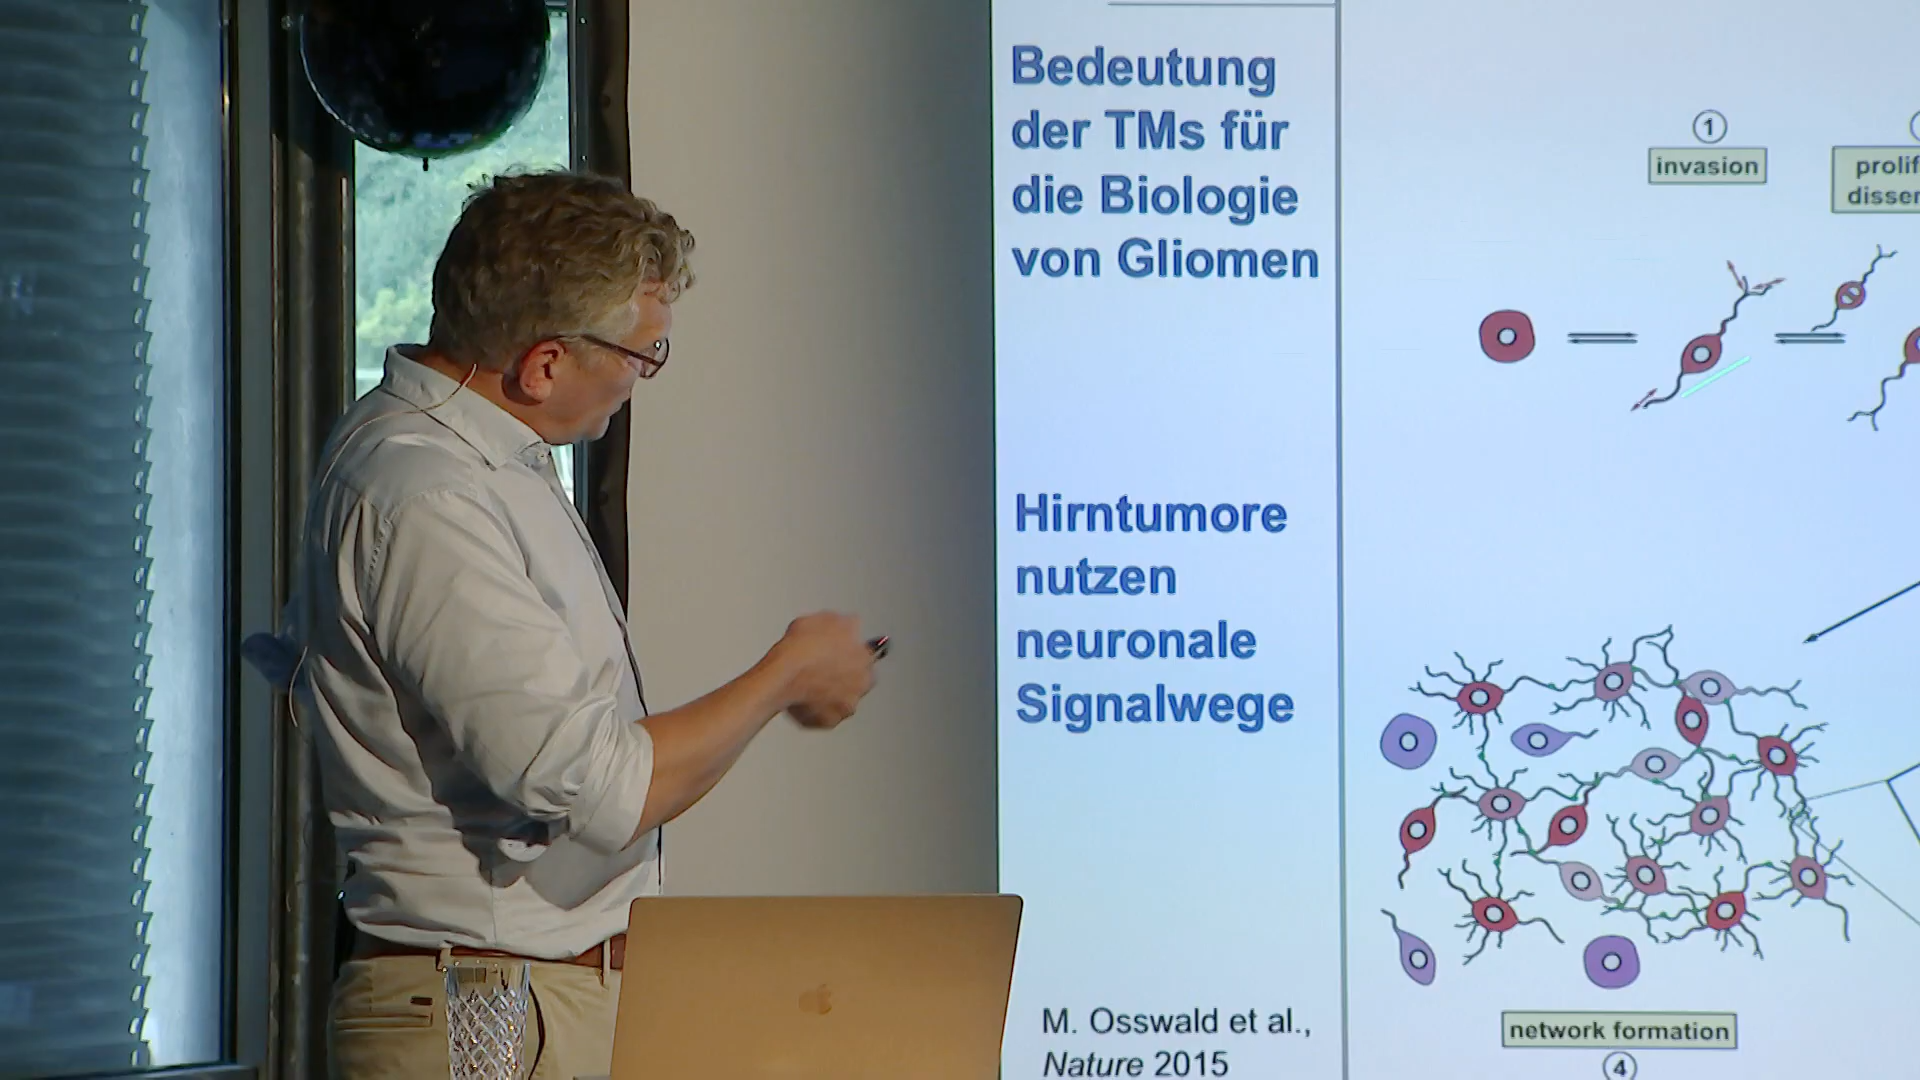 Bedeutung
der TMs für
die Biologie
von Gliomen
Hirntumore
nutzen
neuronale
Signalwege
M. Osswald et al.,
Nature 2015
1
invasion
network formation
4